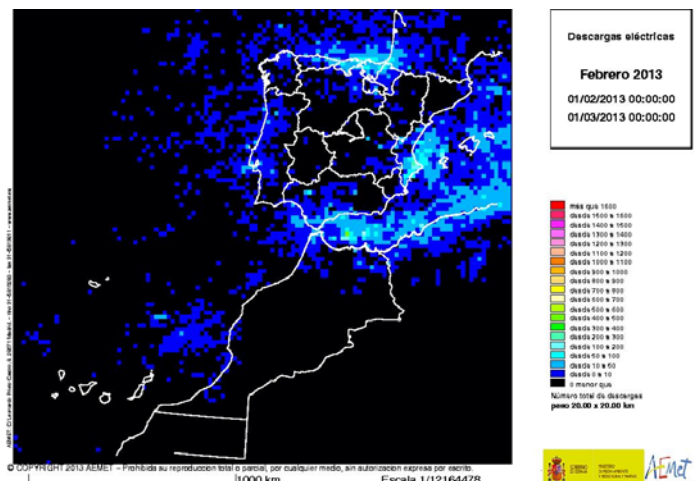 Descargas eléctricas
Febrero 2013
01/02/2013 00:00:00
01/03/2013 00:00:00
más que 1600
desde 1500 a 1600
desde 1400 a 1500
desde 1300 a 1400
desde 1200 a 1300
desde 1100 a 1200
desde 1000 a 1100
desde 900 a 1000
desde 800 a 900
desde 700 a 800
desde 600 a 700
desde 500 a 600
desde 400 a 500
desde 300 a 400
desde 200 a 300
desde 100 a 200
desde 50 a 100
desde 10 a 50
desde 0 a 10
0 menor que
Número total de descargas
paso 20.00 x 20.00 km
© COPYRIGHT 2013 AEMET - Prohibida su reproduccion total o parcial, por cualquier medio, sin autorizacion expresa por escrito.
1000 km
Escala 1/12164478
AEMet